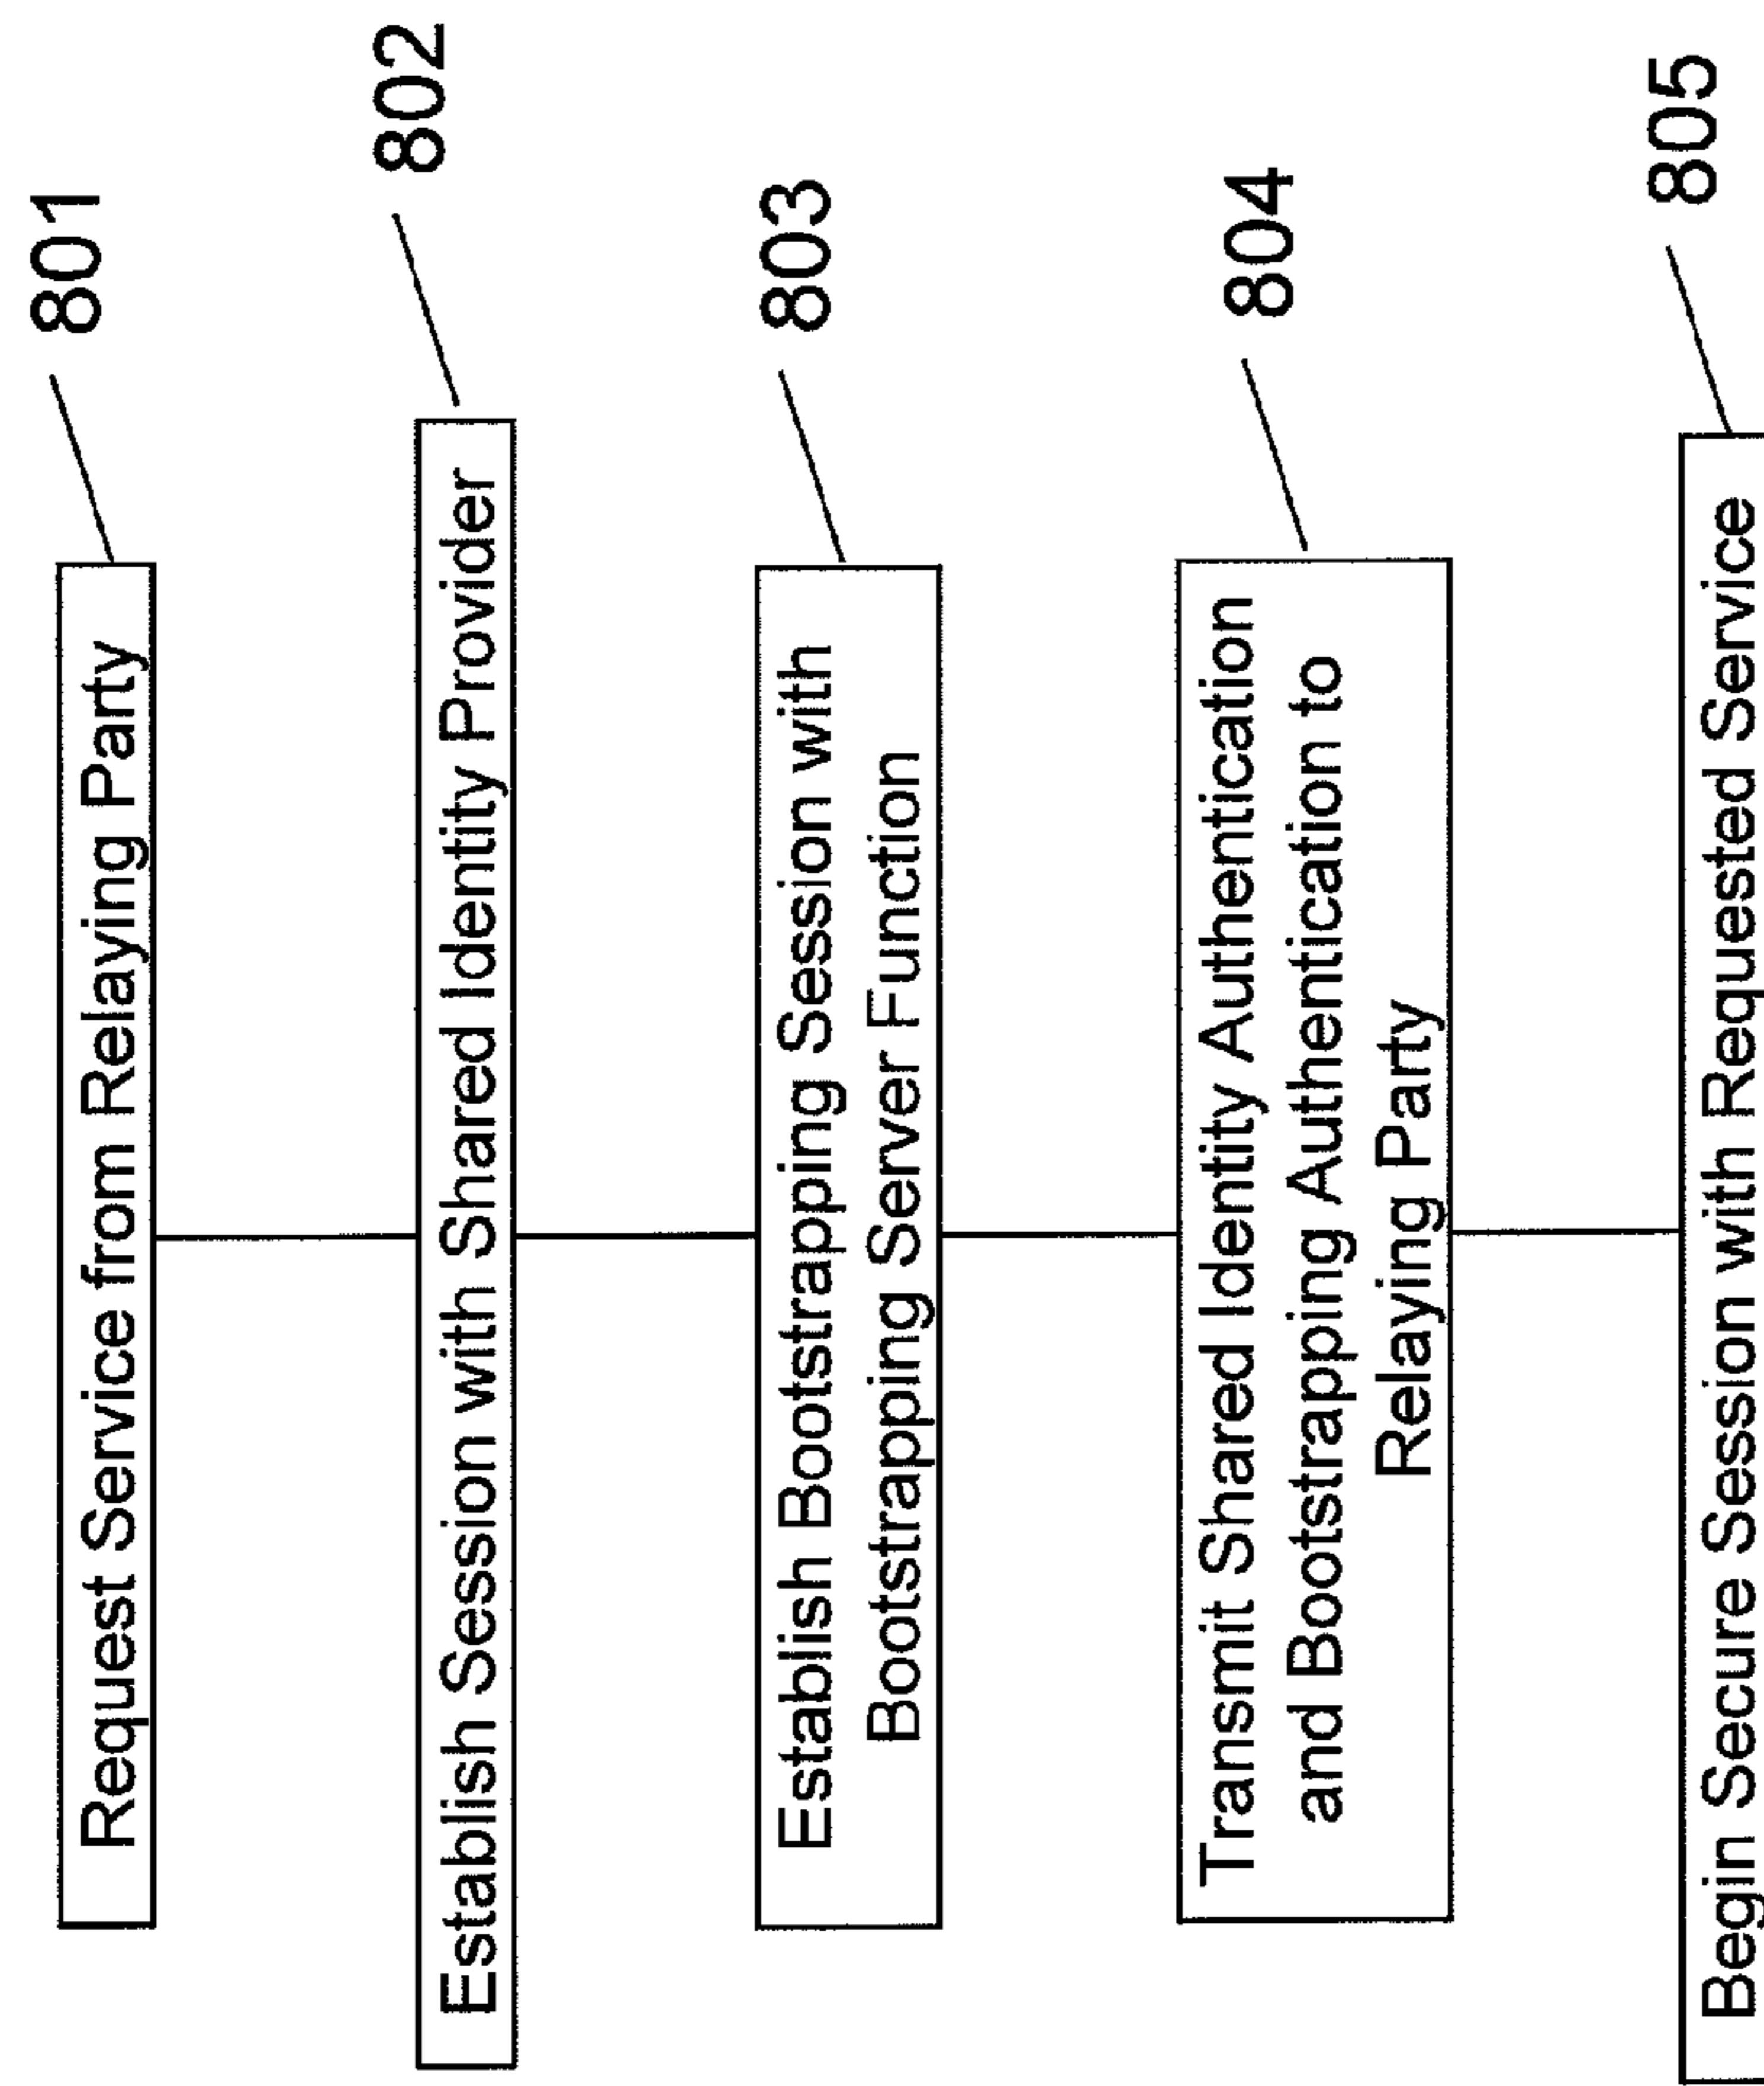 801
Request Service from Relaying Party
802
Establish Session with Shared Identity Provider
803
Establish Bootstrapping Session with
Bootstrapping Server Function
804
Transmit Shared Identity Authentication
and Bootstrapping Authentication to
Relaying Party
805
Begin Secure Session with Requested Service